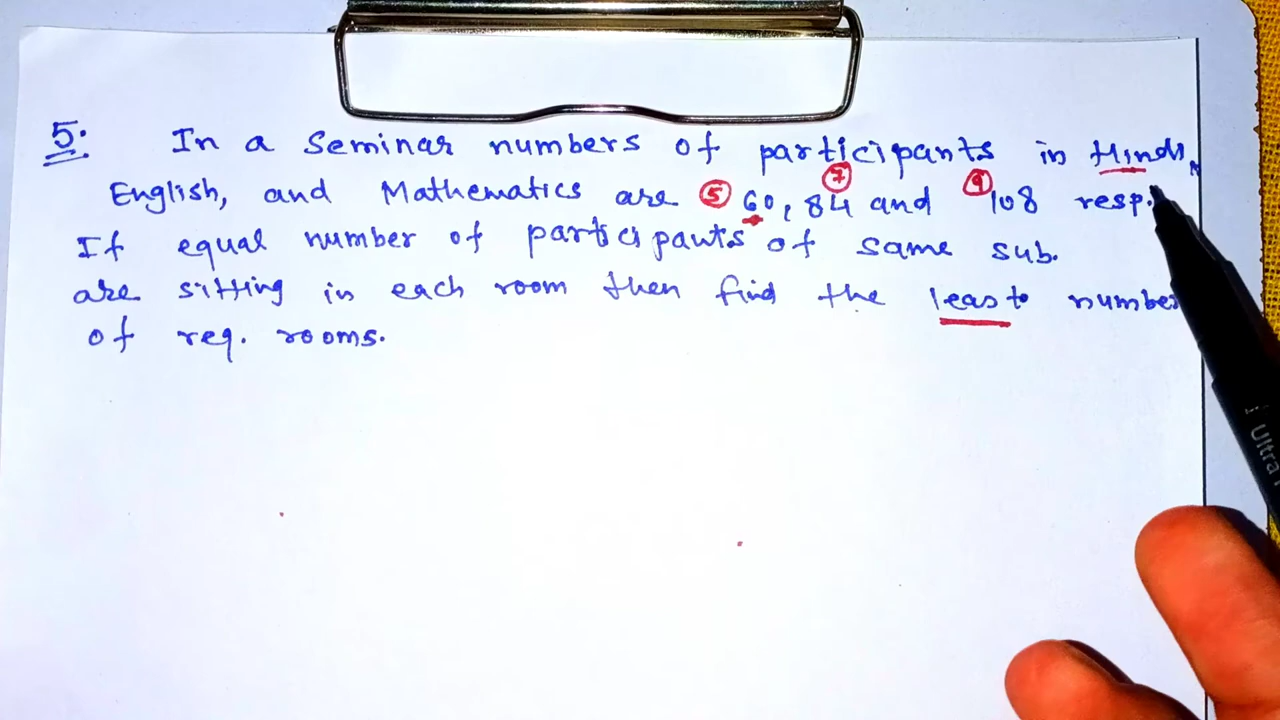 5. In a Seminar numbers of participants in Hindi,
English, and Mathematics are ⑤ 60, ⑦ 84 and ⑨ 108 resp.
If equal number of participants of same sub.
are sitting in each room then find the least number
of req. rooms.
Ultra